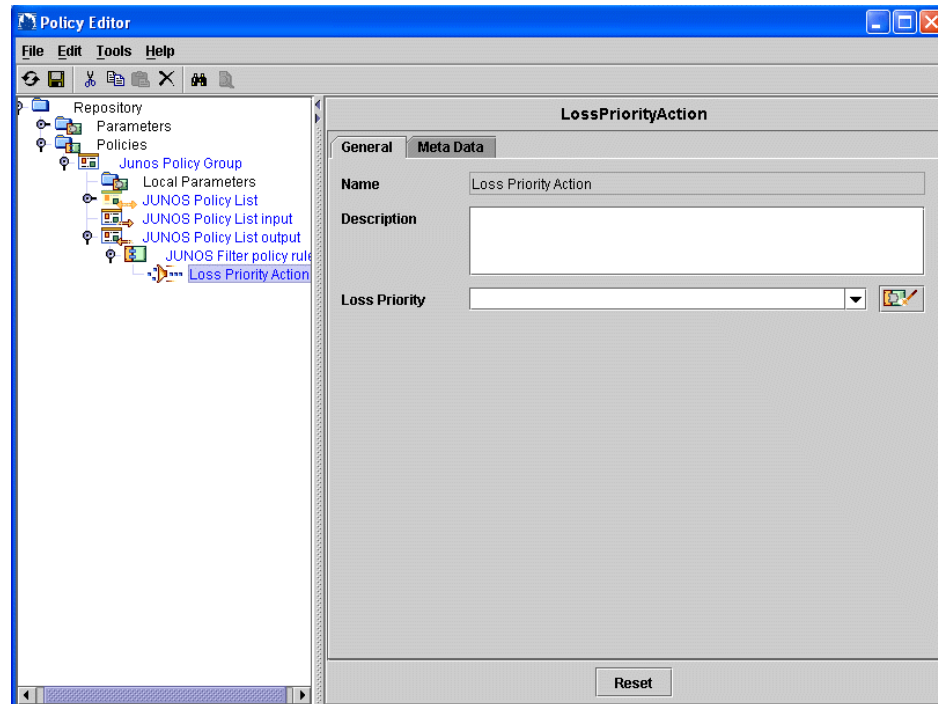 Policy Editor
File Edit Tools Help
Repository
Parameters
Policies
Junos Policy Group
Local Parameters
JUNOS Policy List
JUNOS Policy List input
JUNOS Policy List output
JUNOS Filter policy rule
Loss Priority Action
LossPriorityAction
General Meta Data
Name Loss Priority Action
Description
Loss Priority
Reset